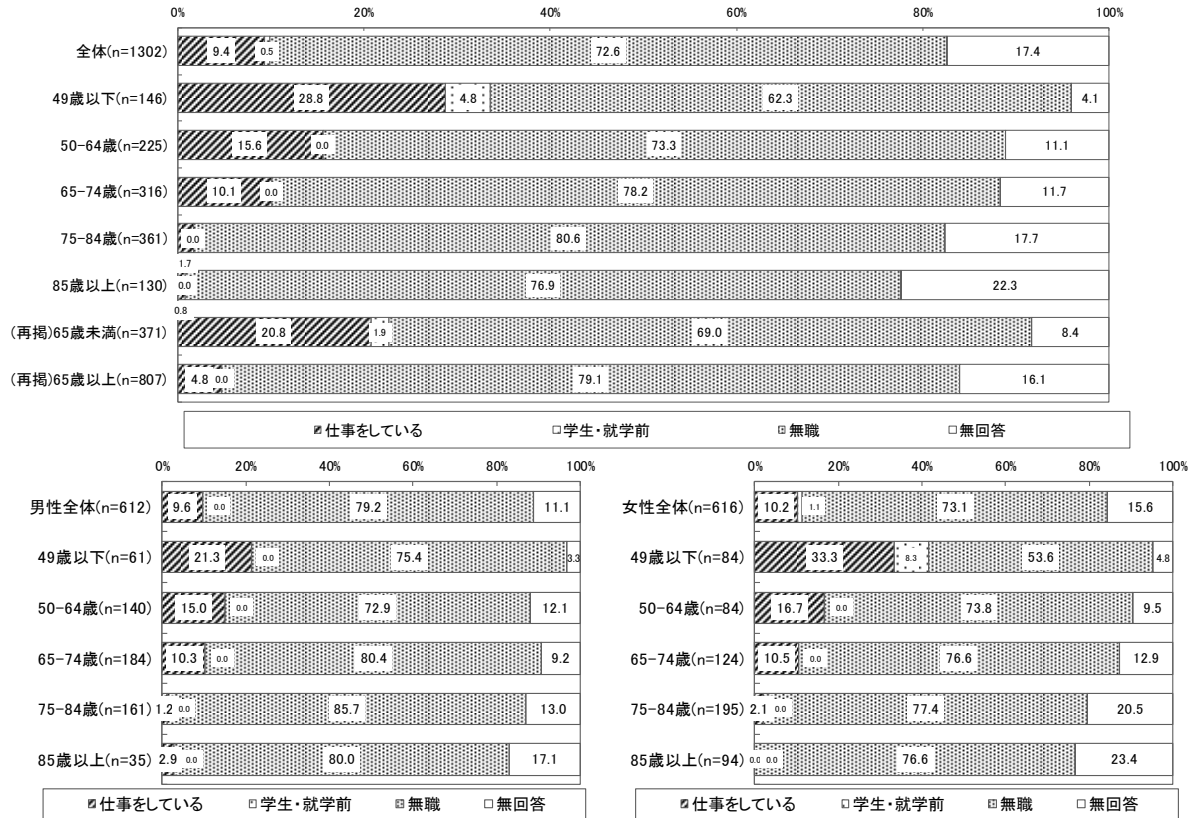 0% 20% 40% 60% 80% 100%
全体(n=1302) 9.4 0.5 72.6 17.4
49歳以下(n=146) 28.8 4.8 62.3 4.1
50-64歳(n=225) 15.6 0.0 73.3 11.1
65-74歳(n=316) 10.1 0.0 78.2 11.7
75-84歳(n=361) 0.0 80.6 17.7
1.7
85歳以上(n=130) 0.0 76.9 22.3
0.8
(再掲)65歳未満(n=371) 20.8 1.9 69.0 8.4
(再掲)65歳以上(n=807) 4.8 0.0 79.1 16.1
仕事をしている 学生・就学前 無職 無回答
0% 20% 40% 60% 80% 100%
男性全体(n=612) 9.6 0.0 79.2 11.1
49歳以下(n=61) 21.3 0.0 75.4 3.3
50-64歳(n=140) 15.0 0.0 72.9 12.1
65-74歳(n=184) 10.3 0.0 80.4 9.2
75-84歳(n=161) 1.2 0.0 85.7 13.0
85歳以上(n=35) 2.9 0.0 80.0 17.1
仕事をしている 学生・就学前 無職 無回答
0% 20% 40% 60% 80% 100%
女性全体(n=616) 10.2 1.1 73.1 15.6
49歳以下(n=84) 33.3 8.3 53.6 4.8
50-64歳(n=84) 16.7 0.0 73.8 9.5
65-74歳(n=124) 10.5 0.0 76.6 12.9
75-84歳(n=195) 2.1 0.0 77.4 20.5
85歳以上(n=94) 0.0 0.0 76.6 23.4
仕事をしている 学生・就学前 無職 無回答